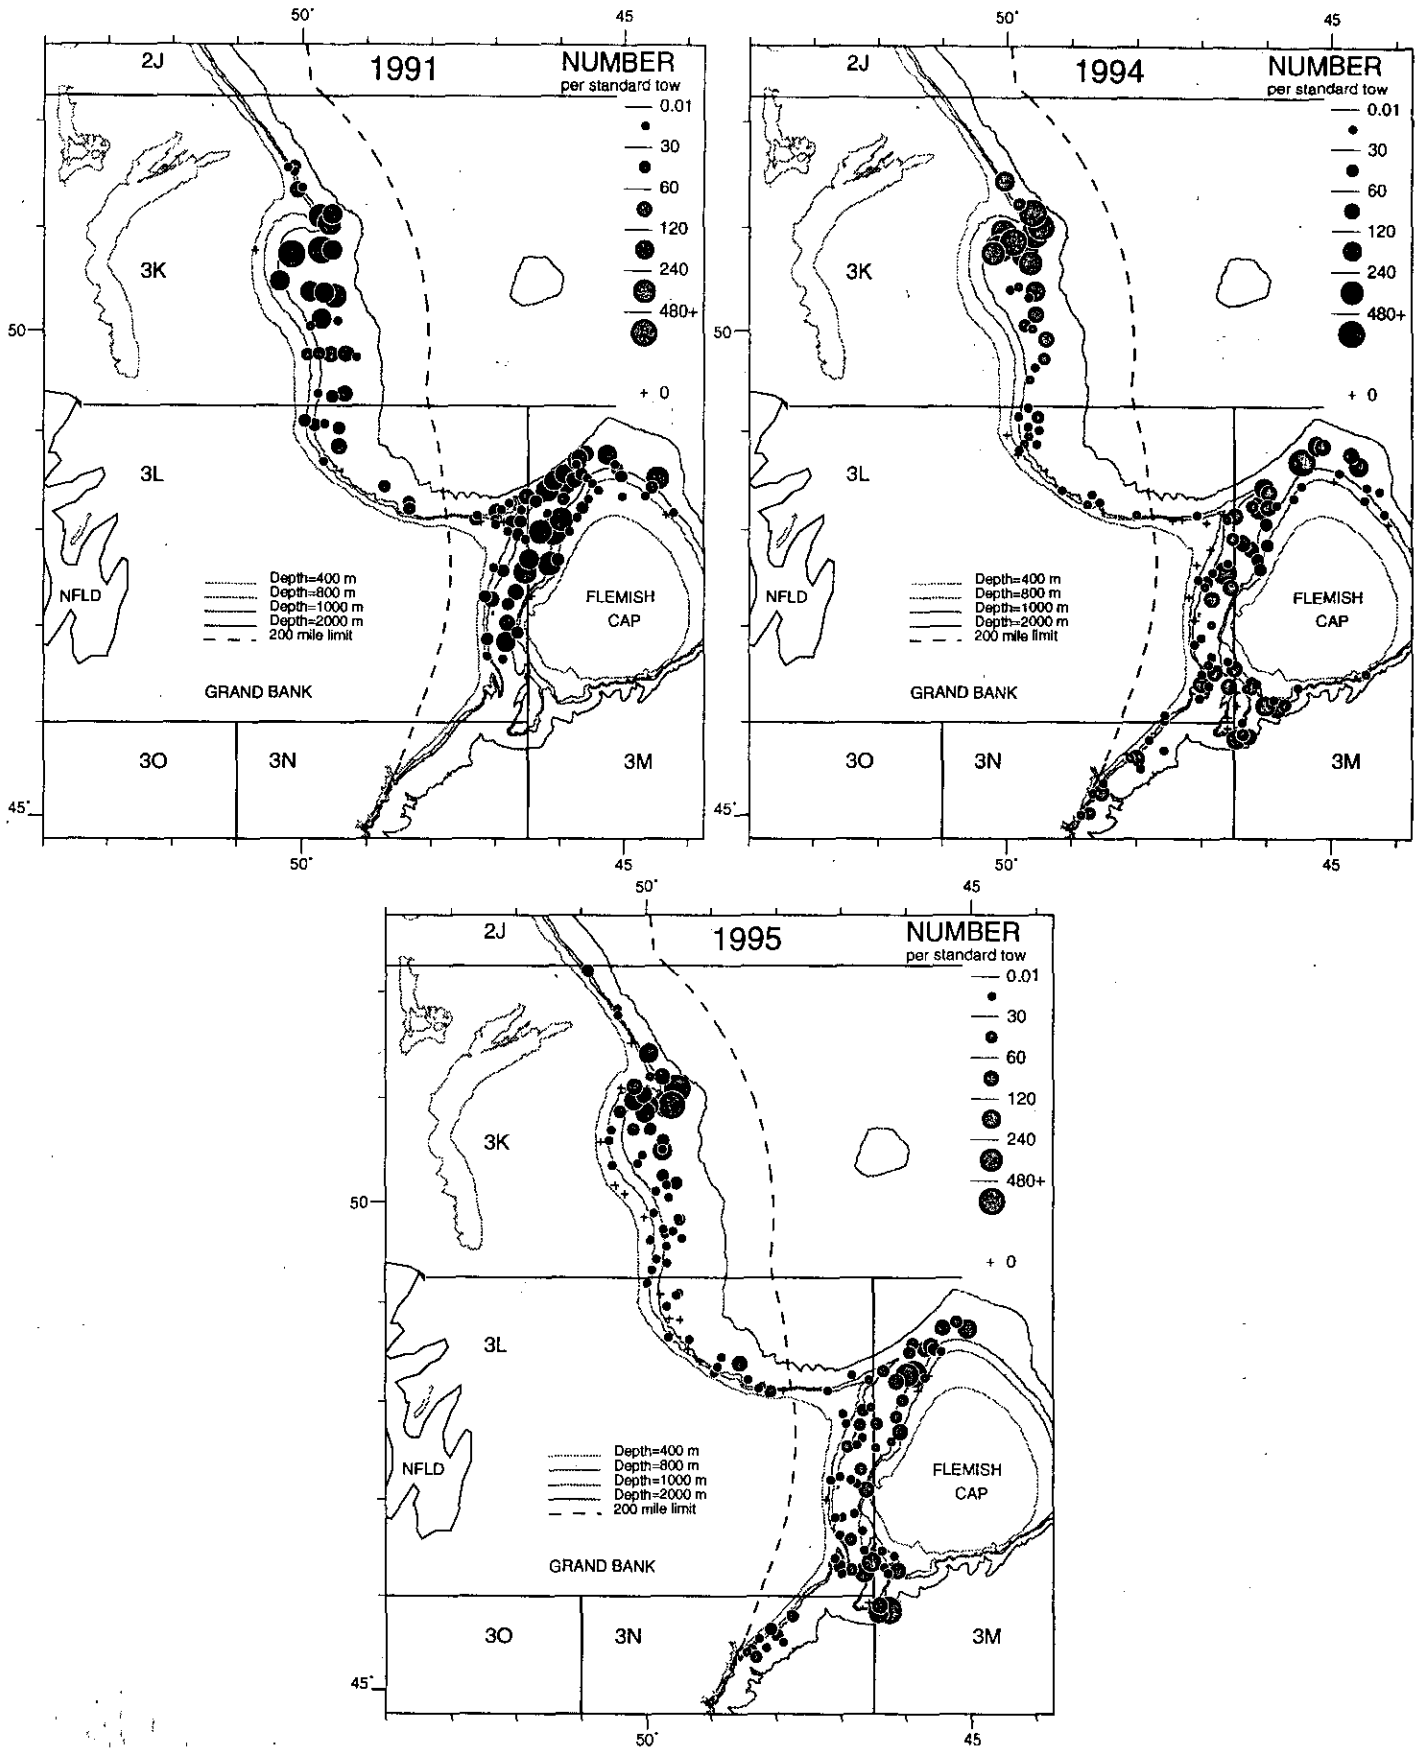 50° 45
2J 1991 NUMBER
per standard tow
0.01
30
60
120
240
480+
0
3K
50
3L
NFLD
Depth=400 m
Depth=800 m
Depth=1000 m
Depth=2000 m
200 mile limit
FLEMISH
CAP
GRAND BANK
3O 3N 3M
45°
50° 45
50° 45
2J 1994 NUMBER
per standard tow
0.01
30
60
120
240
480+
0
3K
50
3L
NFLD
Depth=400 m
Depth=800 m
Depth=1000 m
Depth=2000 m
200 mile limit
FLEMISH
CAP
GRAND BANK
3O 3N 3M
45°
50° 45
50° 45
2J 1995 NUMBER
per standard tow
0.01
30
60
120
240
480+
0
3K
50
3L
NFLD
Depth=400 m
Depth=800 m
Depth=1000 m
Depth=2000 m
200 mile limit
FLEMISH
CAP
GRAND BANK
3O 3N 3M
45°
50° 45